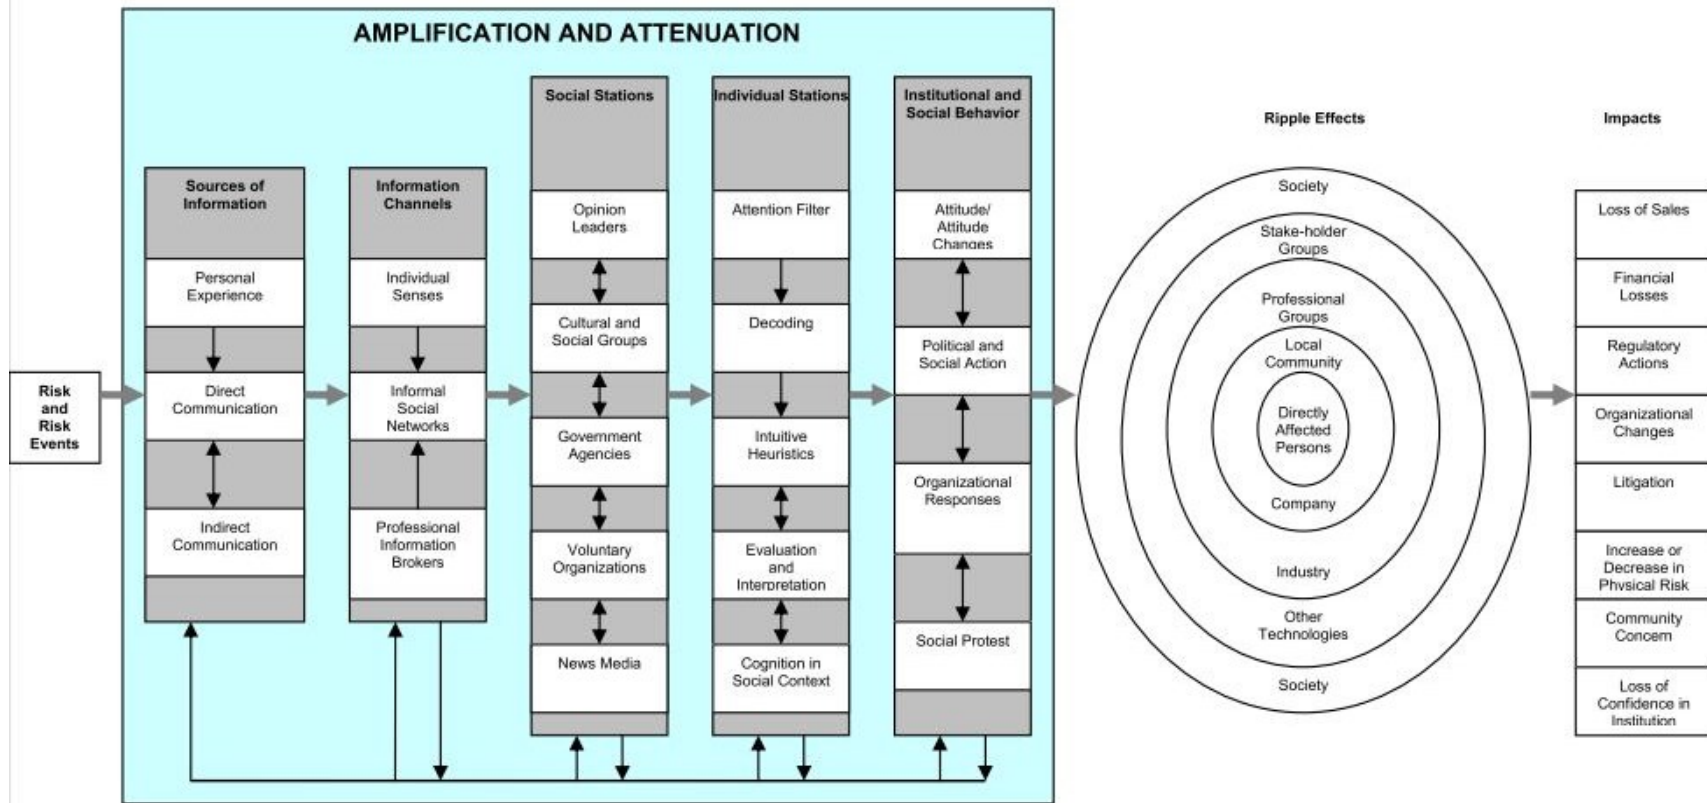 AMPLIFICATION AND ATTENUATION
Risk
and
Risk
Events
Sources of
Information
Personal
Experience
Direct
Communication
Indirect
Communication
Information
Channels
Individual
Senses
Informal
Social
Networks
Professional
Information
Brokers
Social Stations
Opinion
Leaders
Cultural and
Social Groups
Government
Agencies
Voluntary
Organizations
News Media
Individual Stations
Attention Filter
Decoding
Intuitive
Heuristics
Evaluation
and
Interpretation
Cognition in
Social Context
Institutional and
Social Behavior
Attitude/
Attitude
Changes
Political and
Social Action
Organizational
Responses
Social Protest
Ripple Effects
Society
Stake-holder
Groups
Professional
Groups
Local
Community
Directly
Affected
Persons
Company
Industry
Other
Technologies
Society
Impacts
Loss of Sales
Financial
Losses
Regulatory
Actions
Organizational
Changes
Litigation
Increase or
Decrease in
Physical Risk
Community
Concern
Loss of
Confidence in
Institution